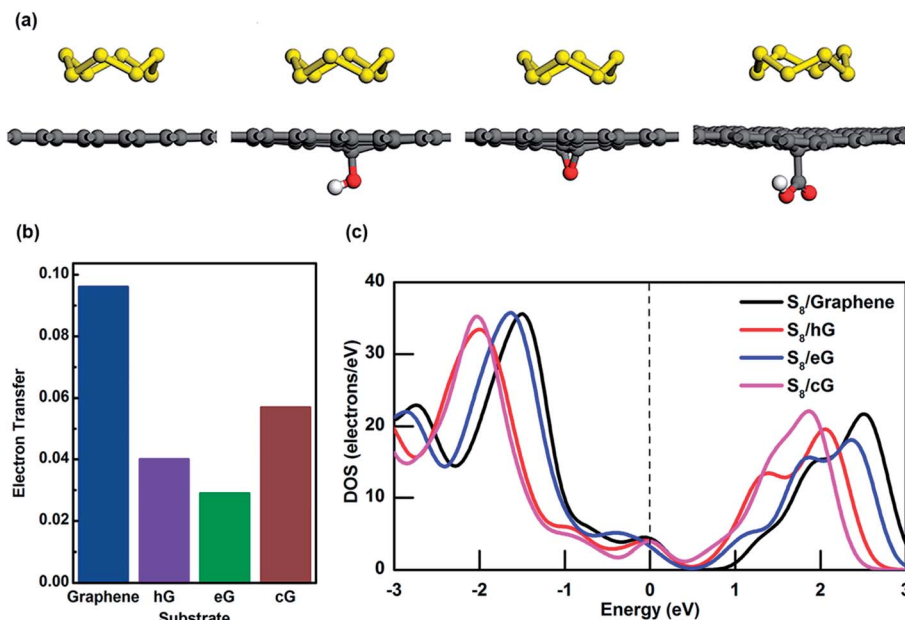 (a)
(b)
0.10
0.08
0.06
0.04
0.02
0.00
Electron Transfer
Graphene hG eG cG
Substrate
(c)
40
30
20
10
0
DOS (electrons/eV)
S₈/Graphene
S₈/hG
S₈/eG
S₈/cG
-3 -2 -1 0 1 2 3
Energy (eV)